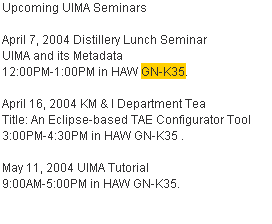 Upcoming UIMA Seminars
April 7, 2004 Distillery Lunch Seminar
UIMA and its Metadata
12:00PM-1:00PM in HAW GN-K35.
April 16, 2004 KM & I Department Tea
Title: An Eclipse-based TAE Configurator Tool
3:00PM-4:30PM in HAW GN-K35 .
May 11, 2004 UIMA Tutorial
9:00AM-5:00PM in HAW GN-K35.